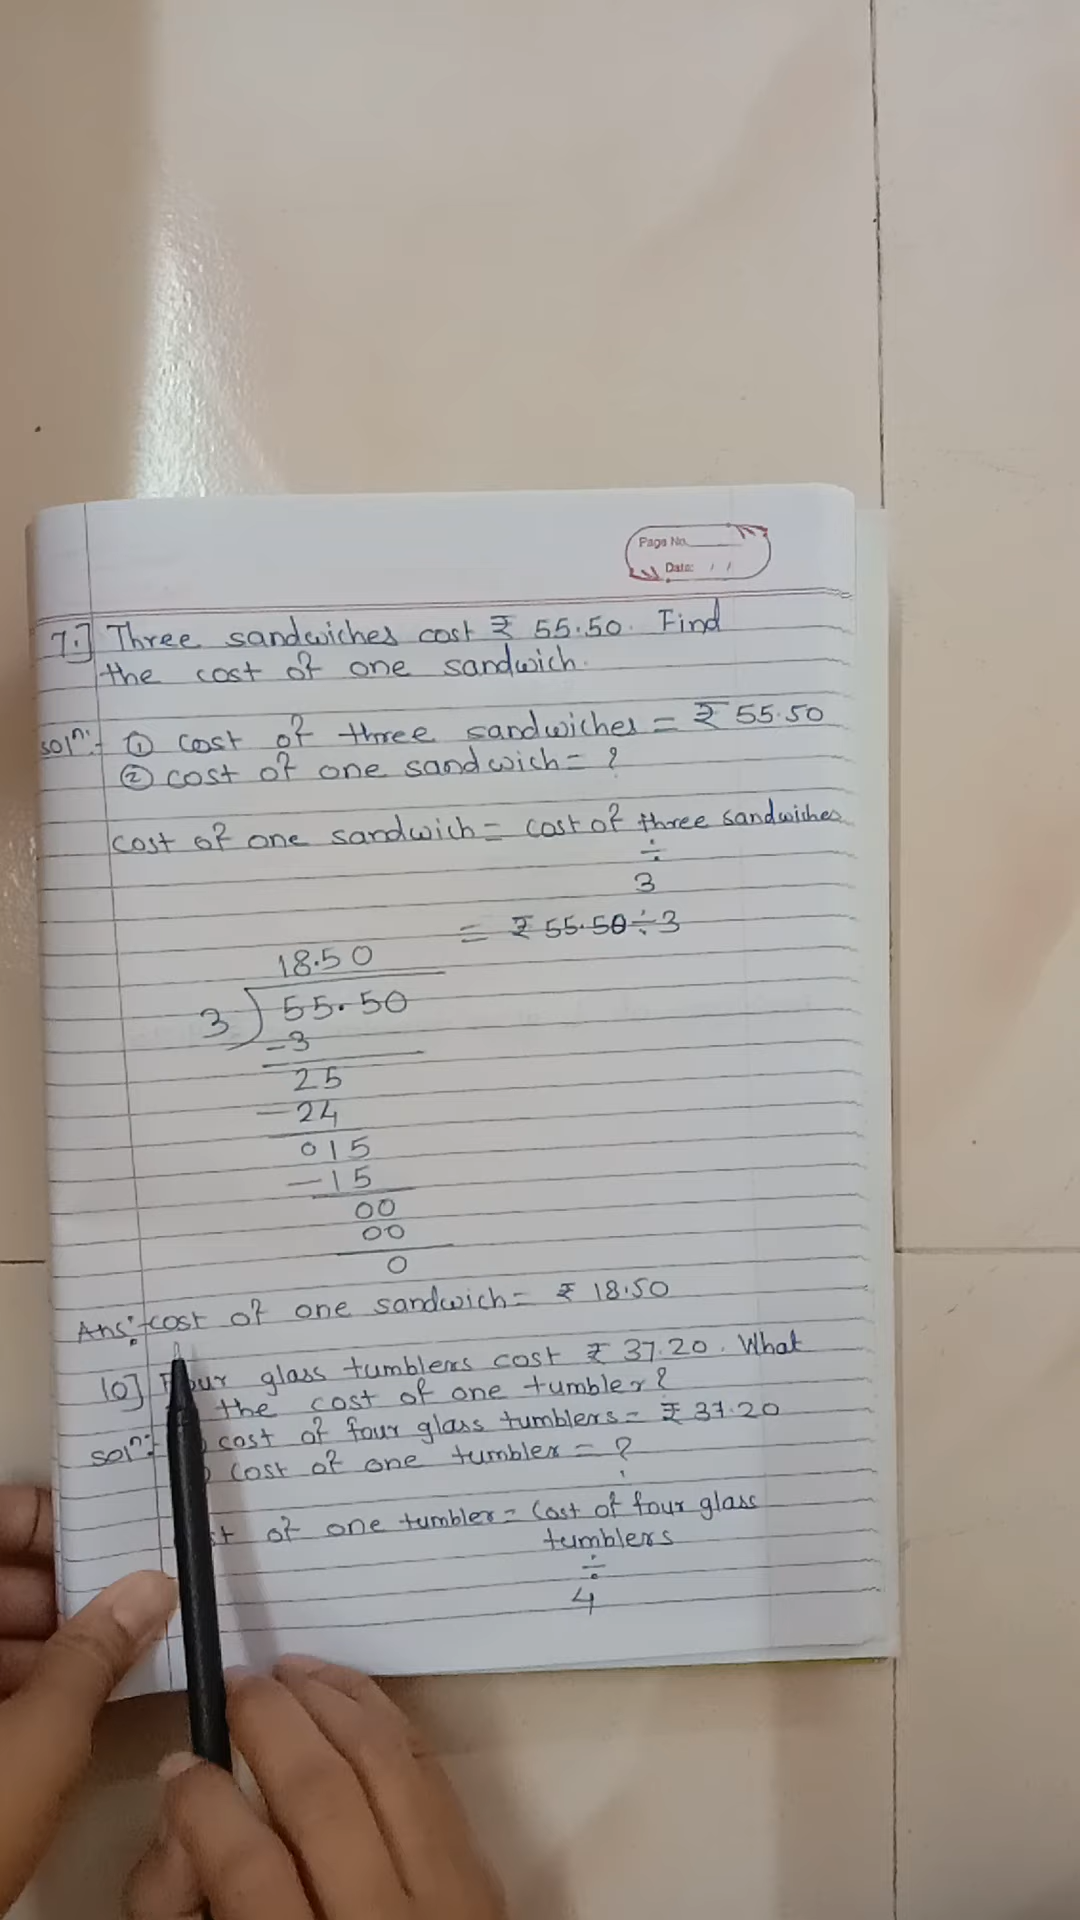 Page No.
Date: / /
7.] Three sandwiches cost ₹ 55.50. Find
the cost of one sandwich.
Solⁿ:- ① cost of three sandwiches = ₹ 55.50
② cost of one sandwich = ?
cost of one sandwich = cost of three sandwiches
÷
3
= ₹ 55.50÷3
18.50
3 55.50
-3
25
-24
015
-15
00
00
0
Ans:- cost of one sandwich = ₹ 18.50
10] Four glass tumblers cost ₹ 37.20. What
the cost of one tumbler?
Solⁿ:- cost of four glass tumblers = ₹ 37.20
cost of one tumbler = ?
of one tumbler = Cost of four glass
tumblers
÷
4